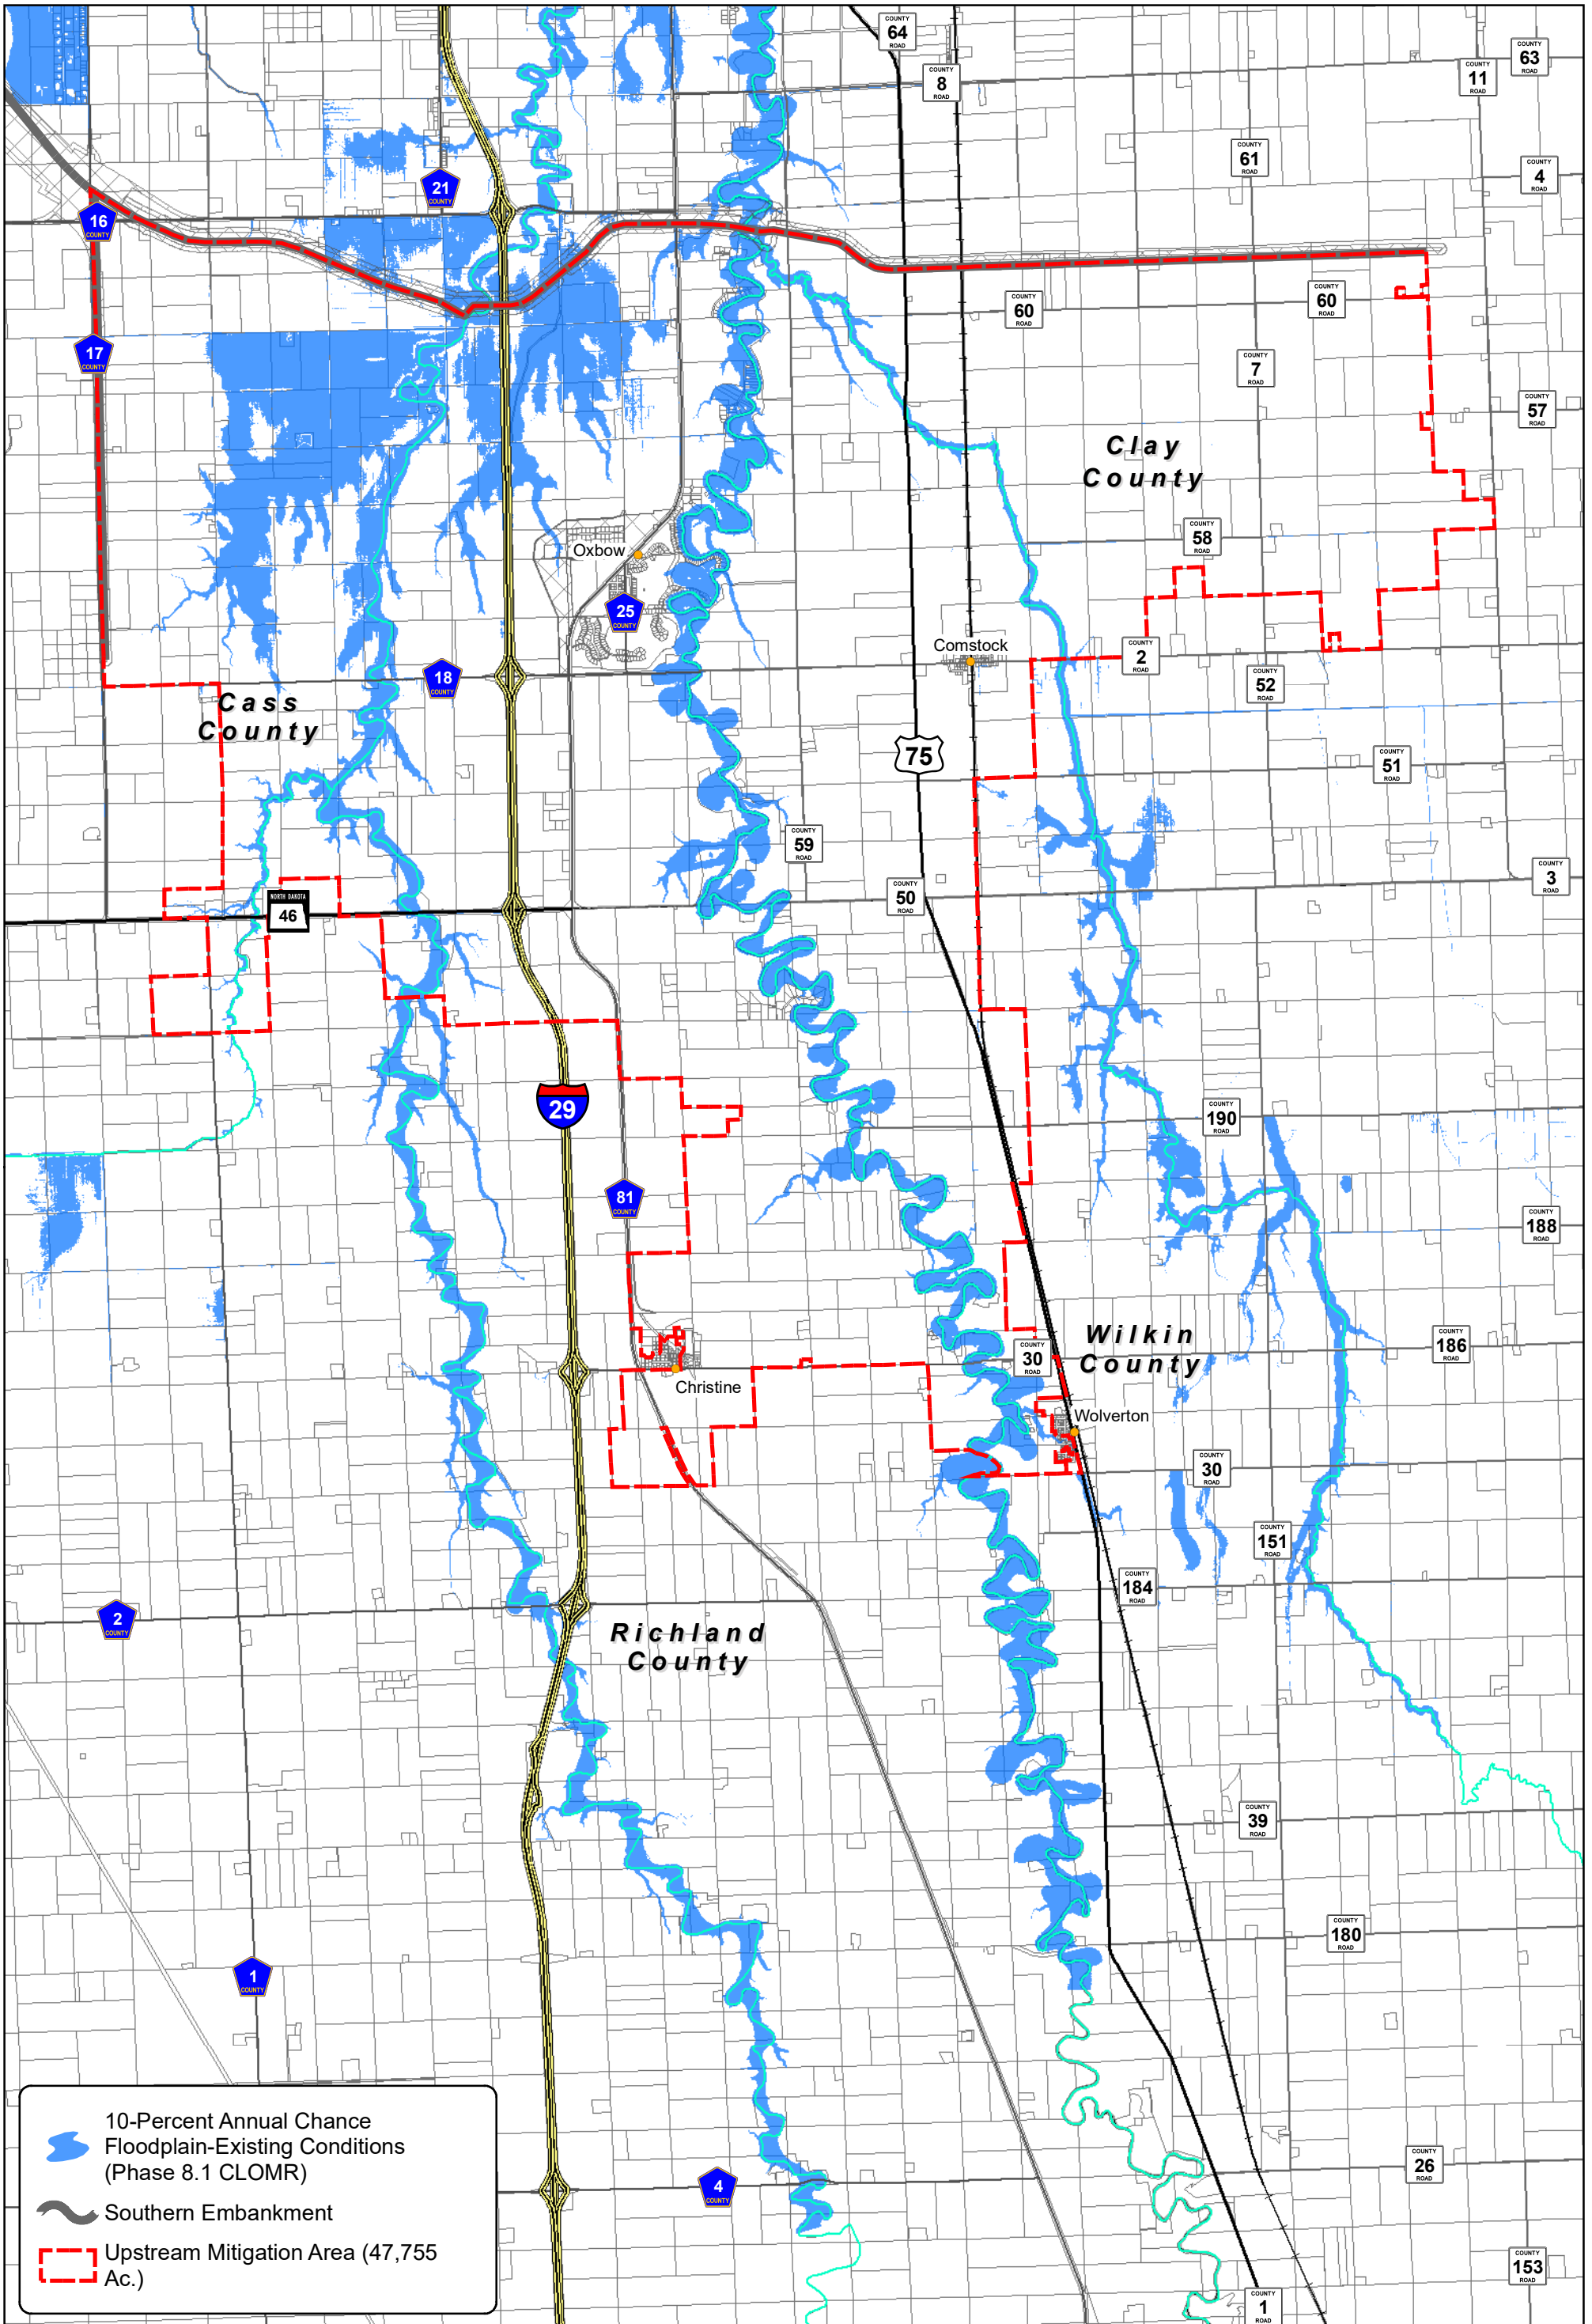 COUNTY
64
ROAD
COUNTY
8
ROAD
COUNTY
11
ROAD
COUNTY
63
ROAD
COUNTY
61
ROAD
COUNTY
4
ROAD
21
COUNTY
16
COUNTY
COUNTY
60
ROAD
COUNTY
60
ROAD
17
COUNTY
COUNTY
7
ROAD
COUNTY
57
ROAD
Clay
County
COUNTY
58
ROAD
Oxbow
25
COUNTY
Comstock
COUNTY
2
ROAD
18
COUNTY
COUNTY
52
ROAD
Cass
County
75
COUNTY
51
ROAD
COUNTY
59
ROAD
COUNTY
50
ROAD
COUNTY
3
ROAD
NORTH DAKOTA
46
29
COUNTY
190
ROAD
81
COUNTY
COUNTY
188
ROAD
Wilkin
County
COUNTY
30
ROAD
COUNTY
186
ROAD
Christine
Wolverton
COUNTY
30
ROAD
COUNTY
151
ROAD
COUNTY
184
ROAD
2
COUNTY
Richland
County
COUNTY
39
ROAD
COUNTY
180
ROAD
1
COUNTY
COUNTY
26
ROAD
4
COUNTY
COUNTY
153
ROAD
COUNTY
1
ROAD
10-Percent Annual Chance
Floodplain-Existing Conditions
(Phase 8.1 CLOMR)
Southern Embankment
Upstream Mitigation Area (47,755
Ac.)